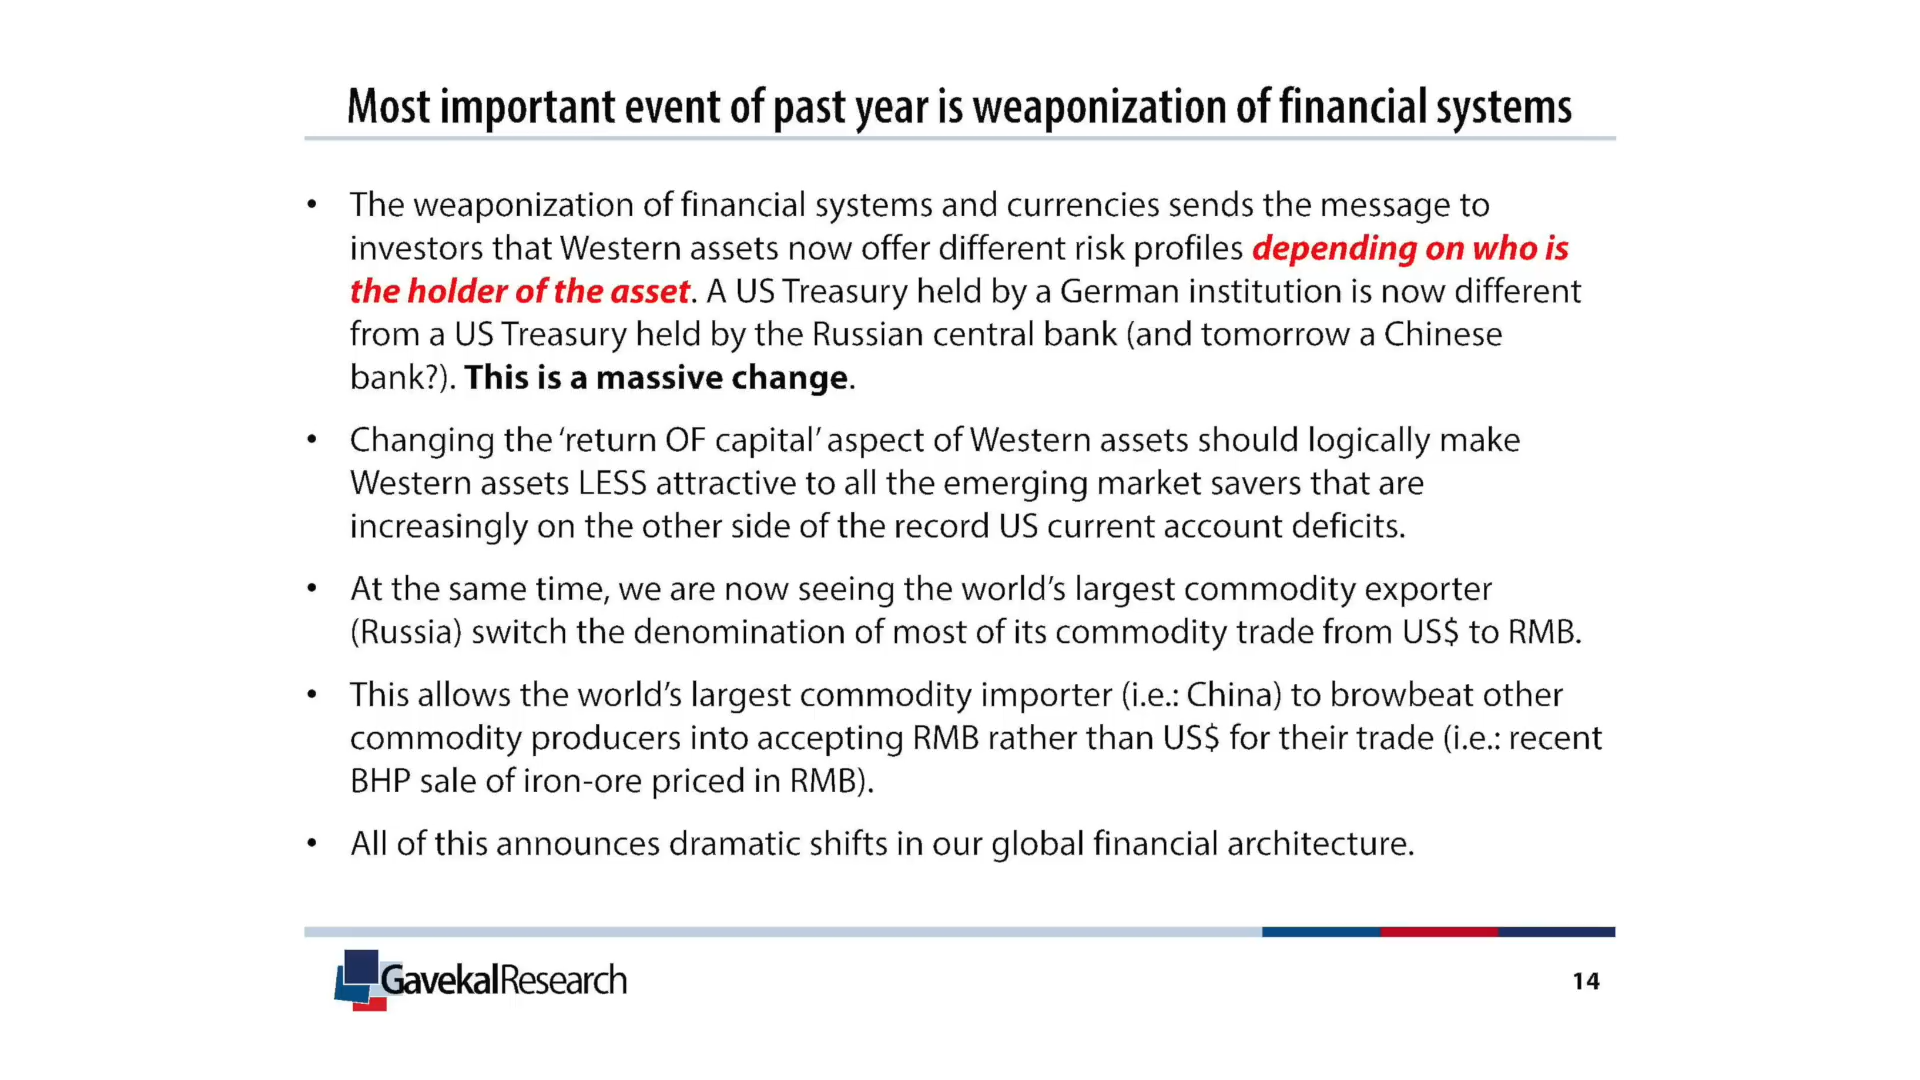 Most important event of past year is weaponization of financial systems
• The weaponization of financial systems and currencies sends the message to
investors that Western assets now offer different risk profiles depending on who is
the holder of the asset. A US Treasury held by a German institution is now different
from a US Treasury held by the Russian central bank (and tomorrow a Chinese
bank?). This is a massive change.
• Changing the ‘return OF capital’ aspect of Western assets should logically make
Western assets LESS attractive to all the emerging market savers that are
increasingly on the other side of the record US current account deficits.
• At the same time, we are now seeing the world’s largest commodity exporter
(Russia) switch the denomination of most of its commodity trade from US$ to RMB.
• This allows the world’s largest commodity importer (i.e.: China) to browbeat other
commodity producers into accepting RMB rather than US$ for their trade (i.e.: recent
BHP sale of iron-ore priced in RMB).
• All of this announces dramatic shifts in our global financial architecture.
GavekalResearch
14